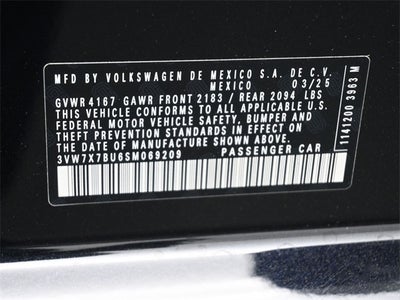 MFD BY VOLKSWAGEN DE MEXICO S.A. DE C.V.
MEXICO 03/25
GVWR 4167 GAWR FRONT 2183 / REAR 2094 LBS
THIS VEHICLE CONFORMS TO ALL APPLICABLE
FEDERAL MOTOR VEHICLE SAFETY, BUMPER AND
THEFT PREVENTION STANDARDS IN EFFECT ON THE
DATE OF MANUFACTURE SHOWN ABOVE.
3VW7X7BU6SM069209 PASSENGER CAR
1141200 3963 M